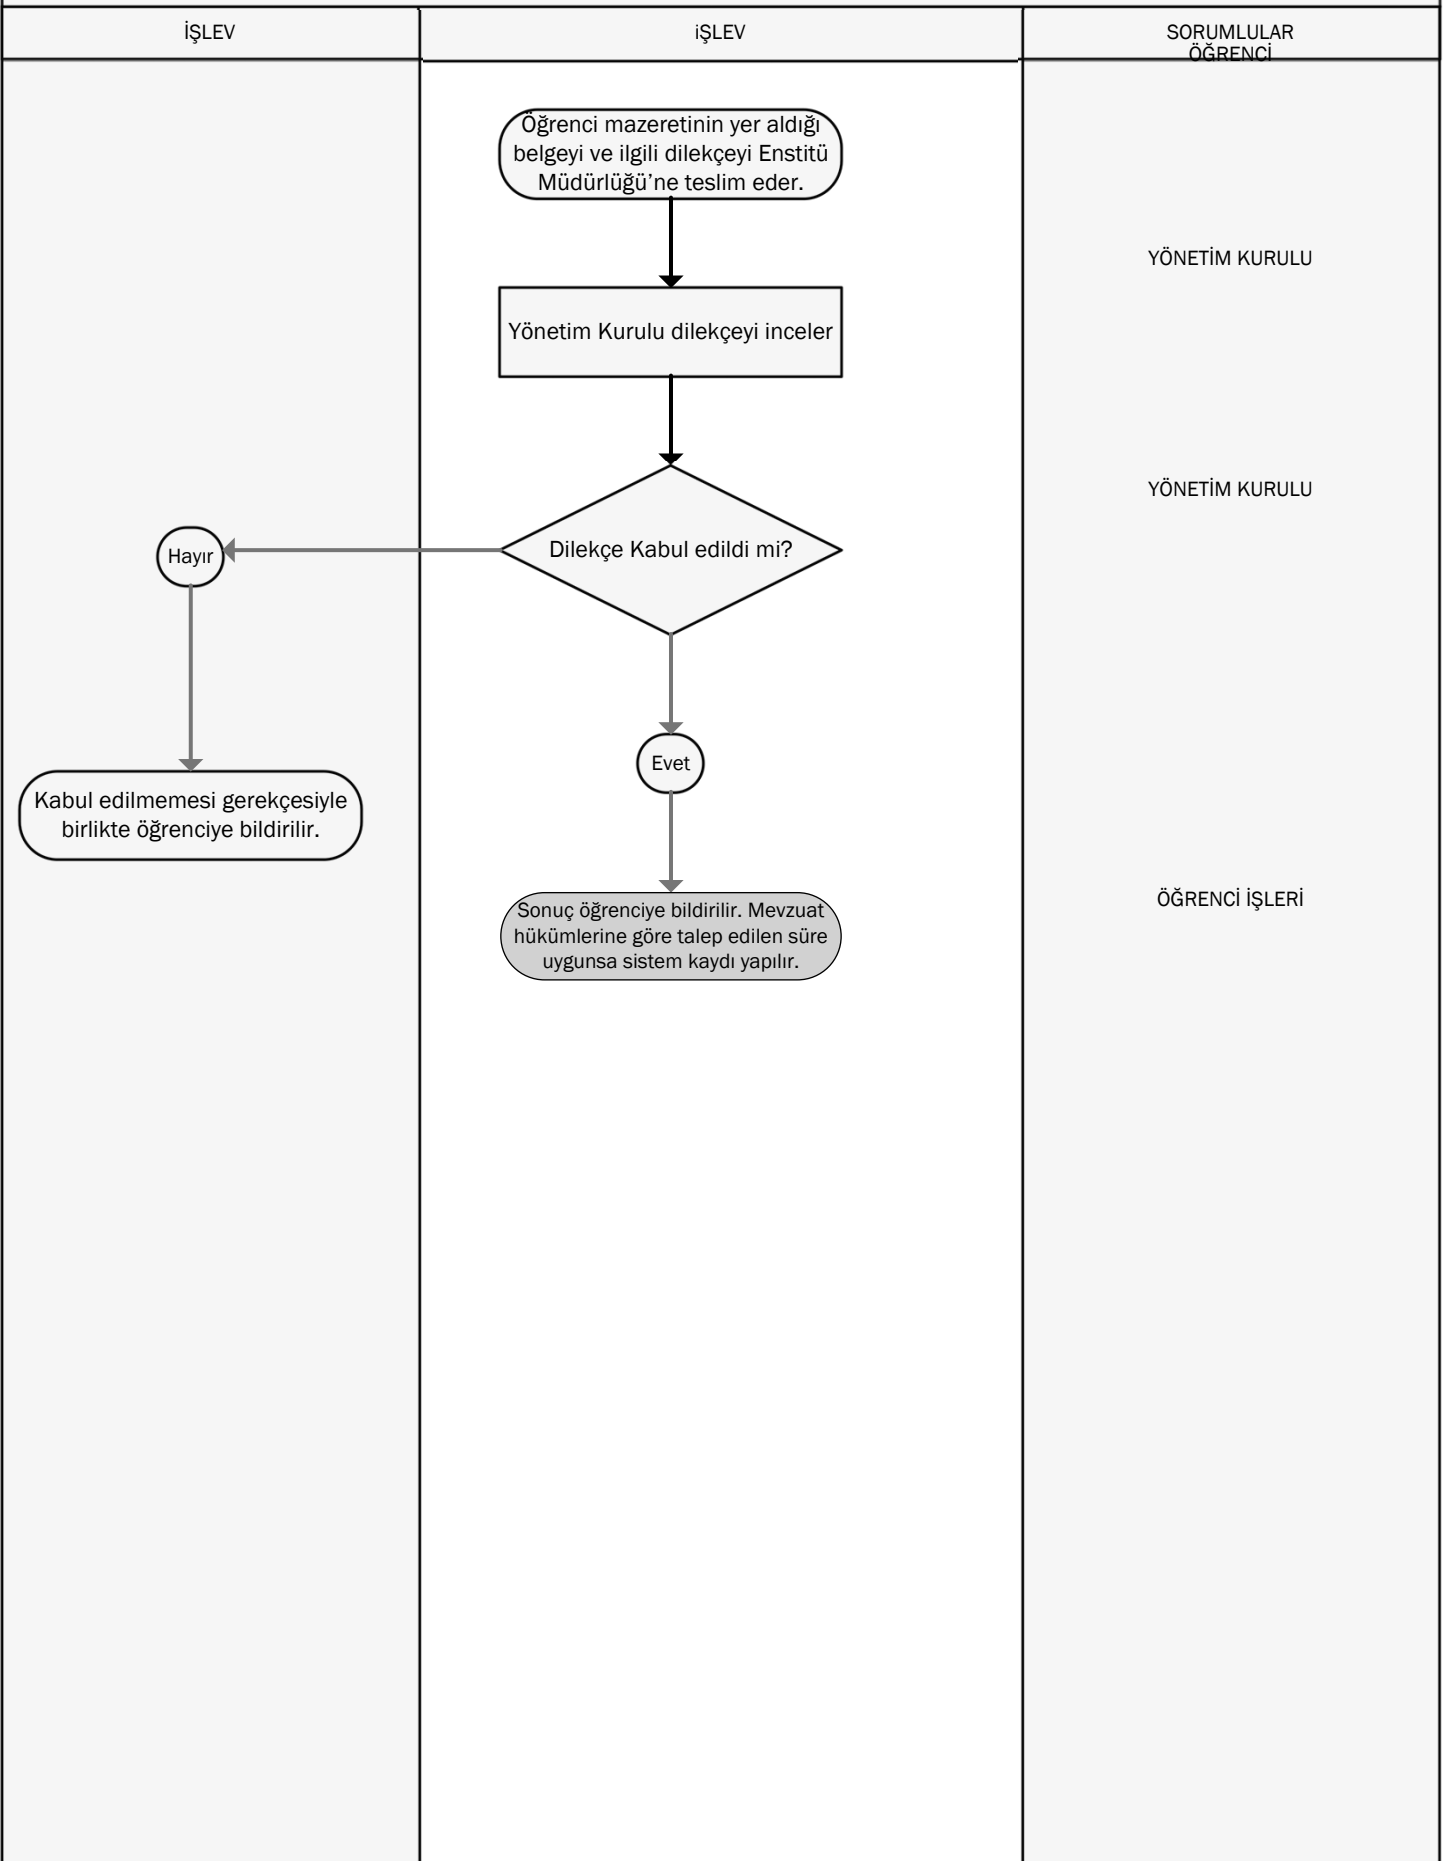 İŞLEV
iŞLEV
SORUMLULAR
ÖĞRENCİ
Öğrenci mazeretinin yer aldığı
belgeyi ve ilgili dilekçeyi Enstitü
Müdürlüğü’ne teslim eder.
YÖNETİM KURULU
Yönetim Kurulu dilekçeyi inceler
YÖNETİM KURULU
Dilekçe Kabul edildi mi?
Hayır
Evet
Kabul edilmemesi gerekçesiyle
birlikte öğrenciye bildirilir.
ÖĞRENCİ İŞLERİ
Sonuç öğrenciye bildirilir. Mevzuat
hükümlerine göre talep edilen süre
uygunsa sistem kaydı yapılır.